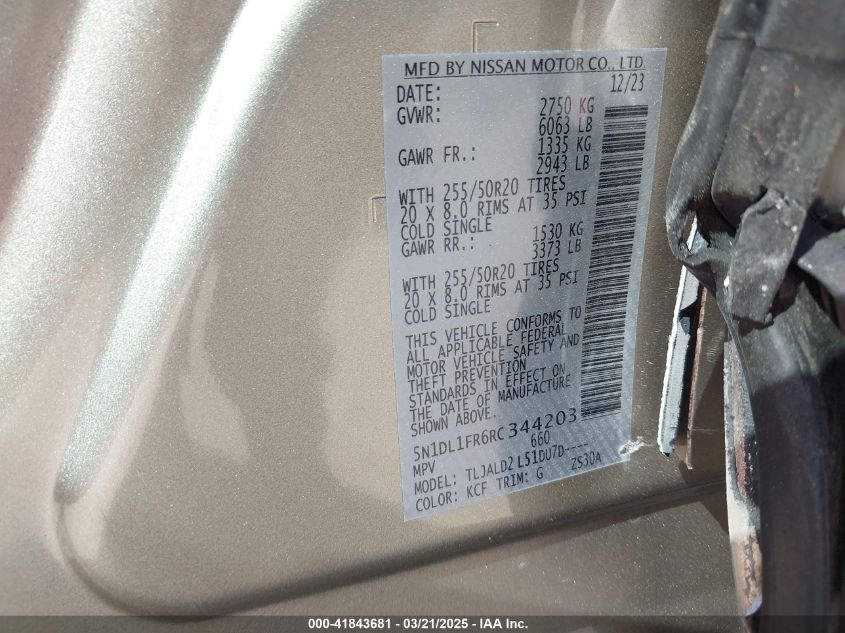 MFD BY NISSAN MOTOR CO., LTD.
DATE: 12/23
GVWR: 2750 KG
6063 LB
GAWR FR.: 1335 KG
2943 LB
WITH 255/50R20 TIRES
20 X 8.0 RIMS AT 35 PSI
COLD SINGLE
GAWR RR.: 1530 KG
3373 LB
WITH 255/50R20 TIRES
20 X 8.0 RIMS AT 35 PSI
COLD SINGLE
THIS VEHICLE CONFORMS TO
ALL APPLICABLE FEDERAL
MOTOR VEHICLE SAFETY AND
THEFT PREVENTION
STANDARDS IN EFFECT ON
THE DATE OF MANUFACTURE
SHOWN ABOVE.
5N1DL1FR6RC344203
MPV 660
MODEL: TLJALD2 L51DU7D----
COLOR: KCF TRIM: G ZS30A
000-41843681 - 03/21/2025 - IAA Inc.